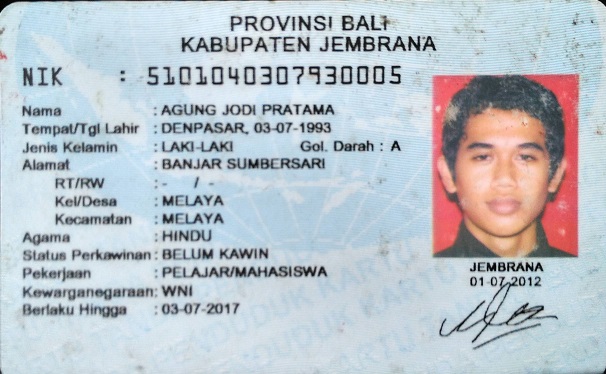 PROVINSI BALI
KABUPATEN JEMBRANA
NIK : 5101040307930005
Nama : AGUNG JODI PRATAMA
Tempat/Tgl Lahir : DENPASAR, 03-07-1993
Jenis Kelamin : LAKI-LAKI Gol. Darah : A
Alamat : BANJAR SUMBERSARI
RT/RW : - / -
Kel/Desa : MELAYA
Kecamatan : MELAYA
Agama : HINDU
Status Perkawinan: BELUM KAWIN
Pekerjaan : PELAJAR/MAHASISWA
Kewarganegaraan: WNI
Berlaku Hingga : 03-07-2017
JEMBRANA
01-07-2012